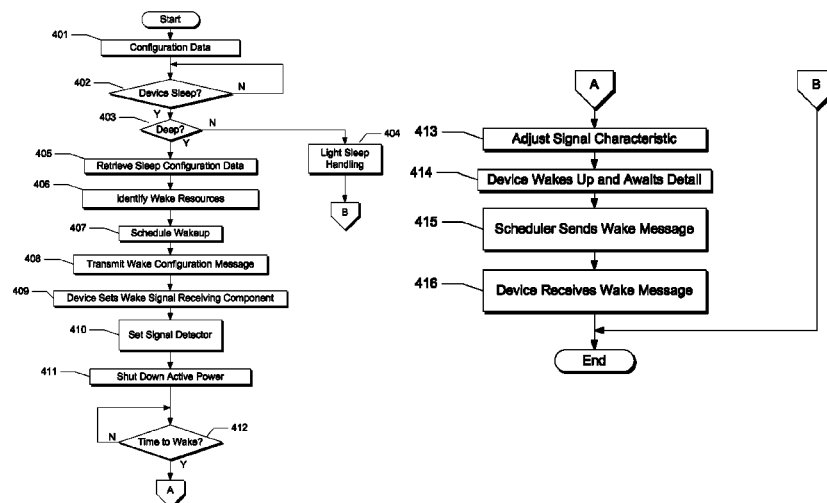 Start
401
Configuration Data
402
Device Sleep?
N
Y
403
Deep?
N
Y
404
Light Sleep
Handling
B
405
Retrieve Sleep Configuration Data
406
Identify Wake Resources
407
Schedule Wakeup
408
Transmit Wake Configuration Message
409
Device Sets Wake Signal Receiving Component
410
Set Signal Detector
411
Shut Down Active Power
N
Time to Wake?
412
Y
A
A
B
413
Adjust Signal Characteristic
414
Device Wakes Up and Awaits Detail
415
Scheduler Sends Wake Message
416
Device Receives Wake Message
End